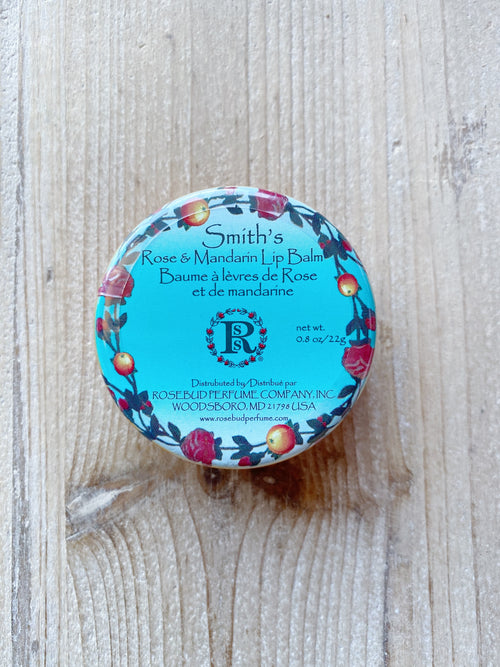 Smith's
Rose & Mandarin Lip Balm
Baume à lèvres de Rose
et de mandarine
S
R
S
®
net wt.
0.8 oz/22g
Distrubuted by/Distribué par
ROSEBUD PERFUME COMPANY, INC
WOODSBORO, MD 21798 USA
www.rosebudperfume.com